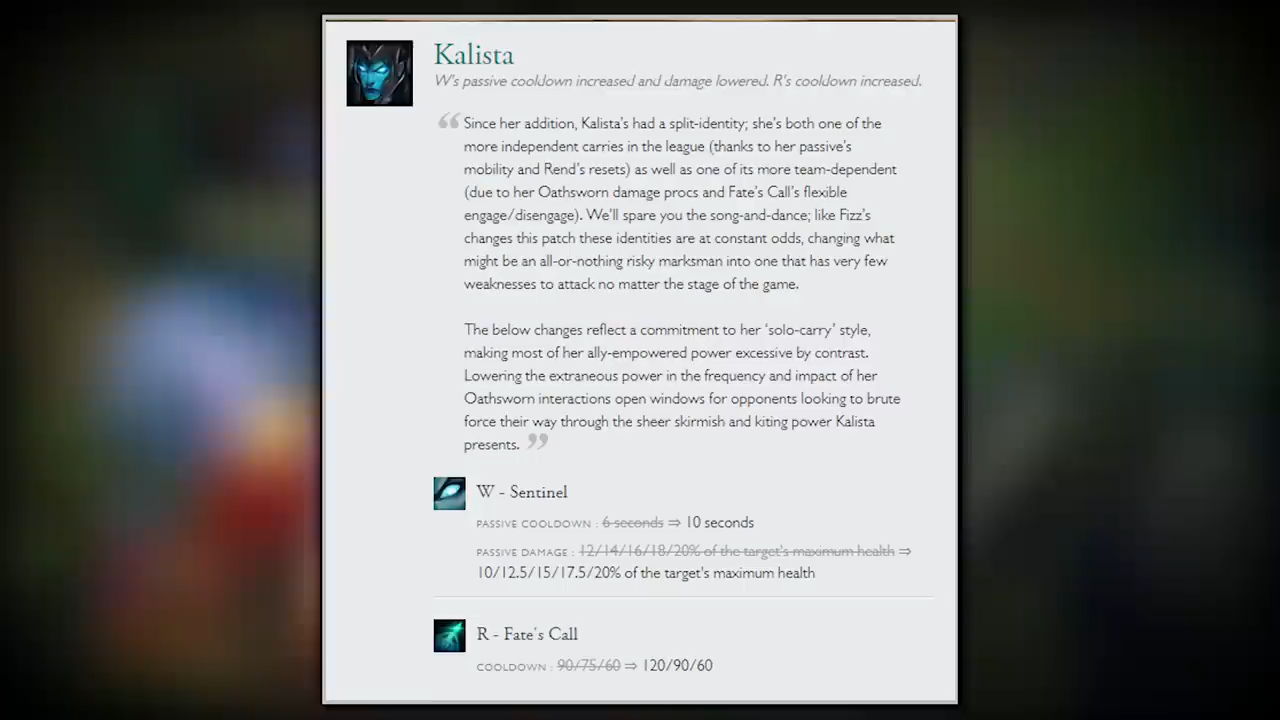 Kalista
W's passive cooldown increased and damage lowered. R's cooldown increased.
“ Since her addition, Kalista's had a split-identity; she's both one of the
more independent carries in the league (thanks to her passive's
mobility and Rend's resets) as well as one of its more team-dependent
(due to her Oathsworn damage procs and Fate's Call's flexible
engage/disengage). We'll spare you the song-and-dance; like Fizz's
changes this patch these identities are at constant odds, changing what
might be an all-or-nothing risky marksman into one that has very few
weaknesses to attack no matter the stage of the game.
The below changes reflect a commitment to her ‘solo-carry’ style,
making most of her ally-empowered power excessive by contrast.
Lowering the extraneous power in the frequency and impact of her
Oathsworn interactions open windows for opponents looking to brute
force their way through the sheer skirmish and kiting power Kalista
presents. ”
W - Sentinel
PASSIVE COOLDOWN : 6 seconds ⇒ 10 seconds
PASSIVE DAMAGE : 12/14/16/18/20% of the target's maximum health ⇒
10/12.5/15/17.5/20% of the target's maximum health
R - Fate's Call
COOLDOWN : 90/75/60 ⇒ 120/90/60